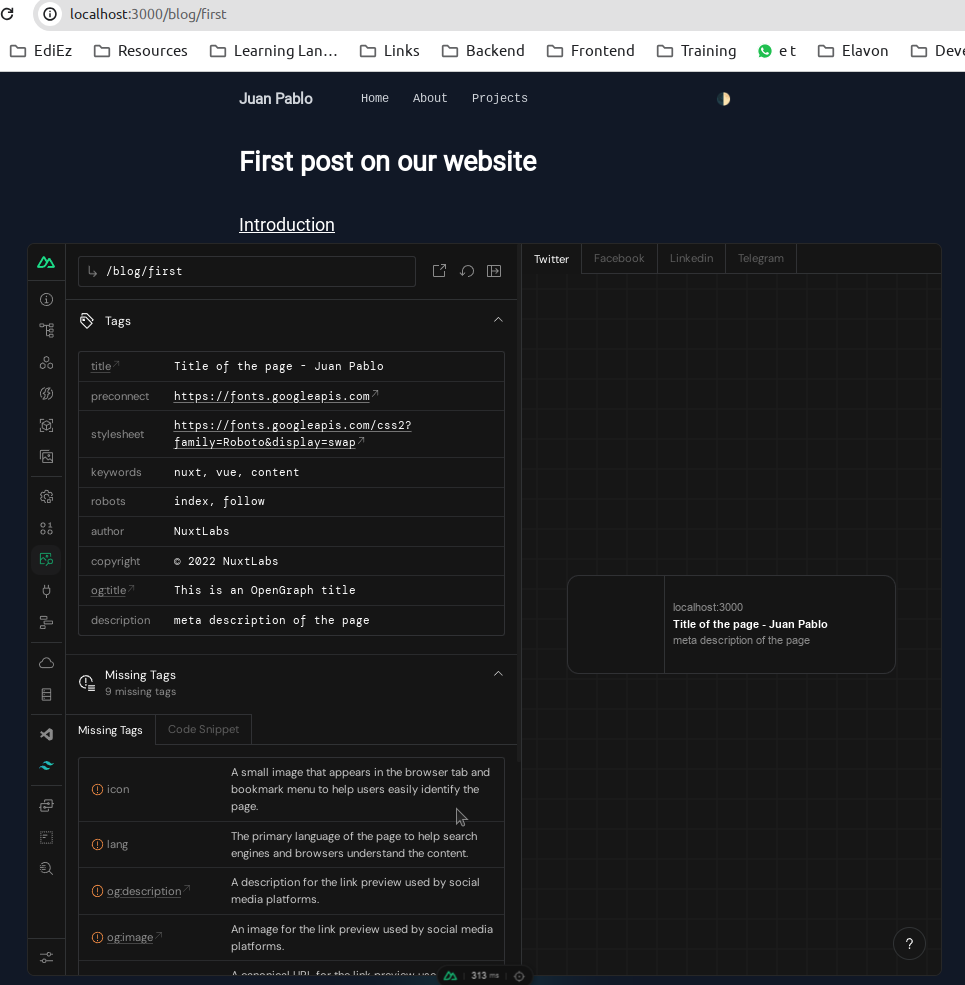 localhost:3000/blog/first
EdiEz
Resources
Learning Lan...
Links
Backend
Frontend
Training
e t
Elavon
Deve
Juan Pablo
Home
About
Projects
First post on our website
Introduction
/blog/first
Twitter
Facebook
Linkedin
Telegram
Tags
title
Title of the page - Juan Pablo
preconnect
https://fonts.googleapis.com
stylesheet
https://fonts.googleapis.com/css2?
family=Roboto&display=swap
keywords
nuxt, vue, content
robots
index, follow
author
NuxtLabs
copyright
© 2022 NuxtLabs
og:title
This is an OpenGraph title
description
meta description of the page
localhost:3000
Title of the page - Juan Pablo
meta description of the page
Missing Tags
9 missing tags
Missing Tags
Code Snippet
icon
A small image that appears in the browser tab and
bookmark menu to help users easily identify the
page.
lang
The primary language of the page to help search
engines and browsers understand the content.
og:description
A description for the link preview used by social
media platforms.
og:image
An image for the link preview used by social media
platforms.
A canonical URL for the link preview
313 ms
?